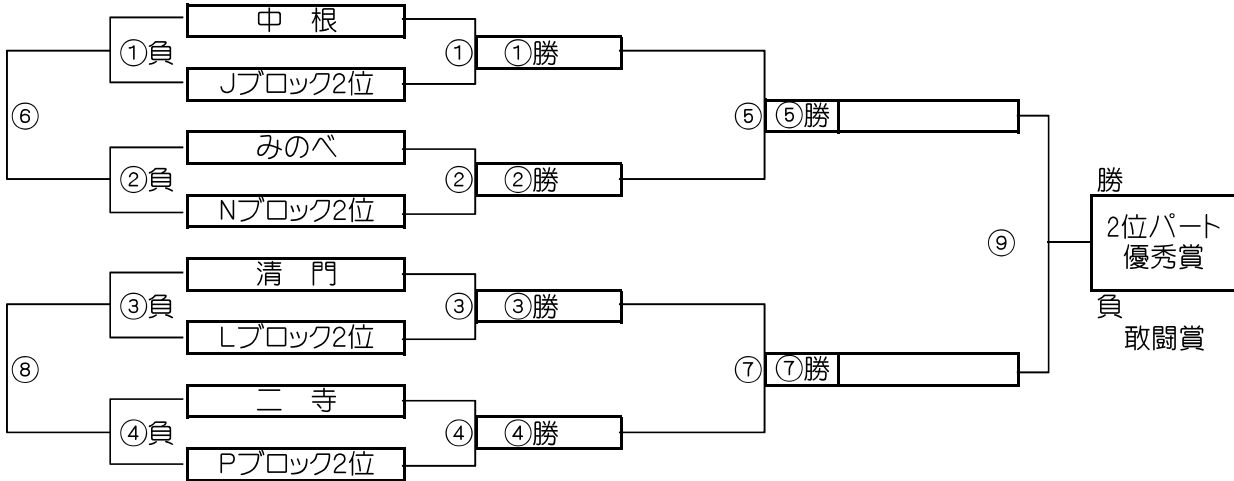 中　根
①負
①
①勝
Jブロック2位
⑥
⑤
⑤勝
みのべ
②負
②
②勝
Nブロック2位
勝
2位パート
優秀賞
⑨
清　門
③負
③
③勝
負
敢闘賞
Lブロック2位
⑧
⑦
⑦勝
二　寺
④負
④
④勝
Pブロック2位